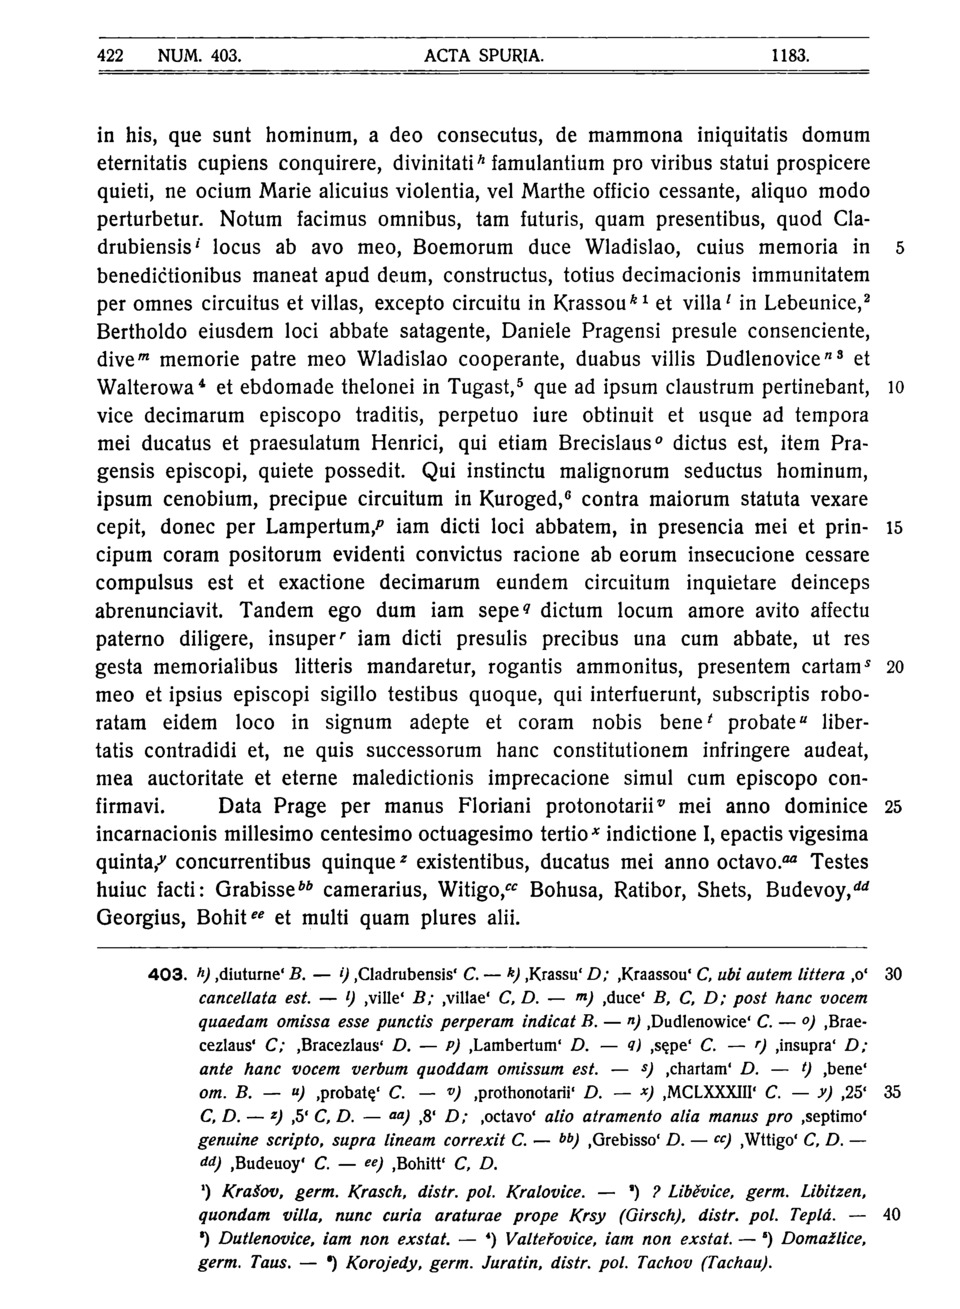 422 NUM. 403. ACTA SPURIA. 1183.
in his, que sunt hominum, a deo consecutus, de mammona iniquitatis domum
eternitatis cupiens conquirere, divinitati h famulantium pro viribus statui prospicere
quieti, ne ocium Marie alicuius violentia, vel Marthe officio cessante, aliquo modo
perturbetur. Notum facimus omnibus, tam futuris, quam presentibus, quod Cla-
drubiensis i locus ab avo meo, Boemorum duce Wladislao, cuius memoria in 5
benedictionibus maneat apud deum, constructus, totius decimacionis immunitatem
per omnes circuitus et villas, excepto circuitu in Krassou k 1 et villa l in Lebeunice,2
Bertholdo eiusdem loci abbate satagente, Daniele Pragensi presule consenciente,
dive m memorie patre meo Wladislao cooperante, duabus villis Dudlenovice n 3 et
Walterowa 4 et ebdomade thelonei in Tugast,5 que ad ipsum claustrum pertinebant, 10
vice decimarum episcopo traditis, perpetuo iure obtinuit et usque ad tempora
mei ducatus et praesulatum Henrici, qui etiam Brecislaus o dictus est, item Pra-
gensis episcopi, quiete possedit. Qui instinctu malignorum seductus hominum,
ipsum cenobium, precipue circuitum in Kuroged,6 contra maiorum statuta vexare
cepit, donec per Lampertum,p iam dicti loci abbatem, in presencia mei et prin- 15
cipum coram positorum evidenti convictus racione ab eorum insecucione cessare
compulsus est et exactione decimarum eundem circuitum inquietare deinceps
abrenunciavit. Tandem ego dum iam sepe q dictum locum amore avito affectu
paterno diligere, insuper r iam dicti presulis precibus una cum abbate, ut res
gesta memorialibus litteris mandaretur, rogantis ammonitus, presentem cartam s 20
meo et ipsius episcopi sigillo testibus quoque, qui interfuerunt, subscriptis robo-
ratam eidem loco in signum adepte et coram nobis bene t probate u liber-
tatis contradidi et, ne quis successorum hanc constitutionem infringere audeat,
mea auctoritate et eterne maledictionis imprecacione simul cum episcopo con-
firmavi. Data Prage per manus Floriani protonotarii v mei anno dominice 25
incarnacionis millesimo centesimo octuagesimo tertio x indictione I, epactis vigesima
quinta,y concurrentibus quinque z existentibus, ducatus mei anno octavo.aa Testes
huiuc facti: Grabisse bb camerarius, Witigo,cc Bohusa, Ratibor, Shets, Budevoy,dd
Georgius, Bohit ee et multi quam plures alii.
403. h) ‚diuturne‘ B. — i) ‚Cladrubensis‘ C. — k) ‚Krassu‘ D; ‚Kraassou‘ C, ubi autem littera ‚o‘ 30
cancellata est. — l) ‚ville‘ B; ‚villae‘ C, D. — m) ‚duce‘ B, C, D; post hanc vocem
quaedam omissa esse punctis perperam indicat B. — n) ‚Dudlenowice‘ C. — o) ‚Brae-
cezlaus‘ C; ‚Bracezlaus‘ D. — p) ‚Lambertum‘ D. — q) ‚sępe‘ C. — r) ‚insupra‘ D;
ante hanc vocem verbum quoddam omissum est. — s) ‚chartam‘ D. — t) ‚bene‘
om. B. — u) ‚probatę‘ C. — v) ‚prothonotarii‘ D. — x) ‚MCLXXXIII‘ C. — y) ‚25‘ 35
C, D. — z) ‚5‘ C, D. — aa) ‚8‘ D; ‚octavo‘ alio atramento alia manus pro ‚septimo‘
genuine scripto, supra lineam correxit C. — bb) ‚Grebisso‘ D. — cc) ‚Wttigo‘ C, D. —
dd) ‚Budeuoy‘ C. — ee) ‚Bohitt‘ C, D.
1) Krašov, germ. Krasch, distr. pol. Kralovice. — 2) ? Liběvice, germ. Libitzen,
quondam villa, nunc curia araturae prope Krsy (Girsch), distr. pol. Teplá. — 40
3) Dutlenovice, iam non exstat. — 4) Valteřovice, iam non exstat. — 5) Domažlice,
germ. Taus. — 6) Korojedy, germ. Juratin, distr. pol. Tachov (Tachau).